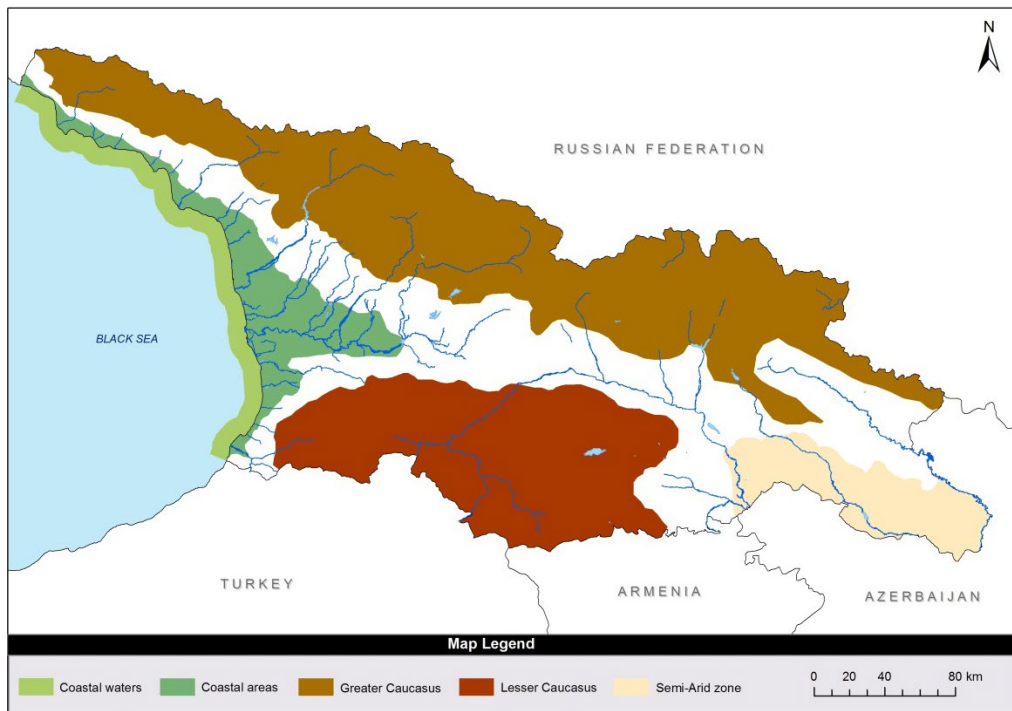 N
RUSSIAN FEDERATION
BLACK SEA
TURKEY
ARMENIA
AZERBAIJAN
Map Legend
Coastal waters
Coastal areas
Greater Caucasus
Lesser Caucasus
Semi-Arid zone
0 20 40 80 km